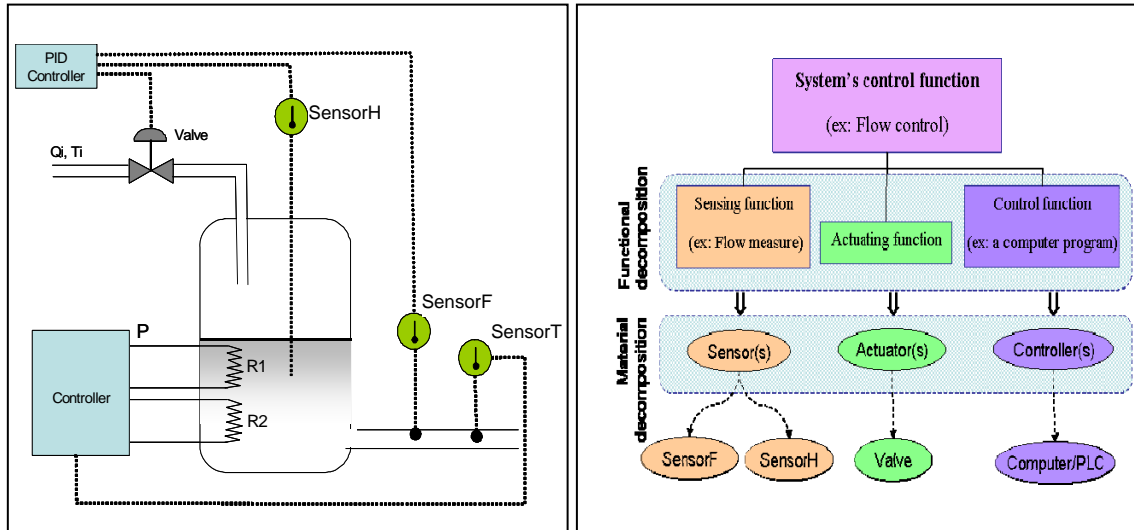 PID
Controller
SensorH
Valve
Qi, Ti
SensorF
SensorT
P
R1
Controller
R2
System's control function
(ex: Flow control)
Functional
decomposition
Sensing function
(ex: Flow measure)
Actuating function
Control function
(ex: a computer program)
Material
decomposition
Sensor(s)
Actuator(s)
Controller(s)
SensorF
SensorH
Valve
Computer/PLC